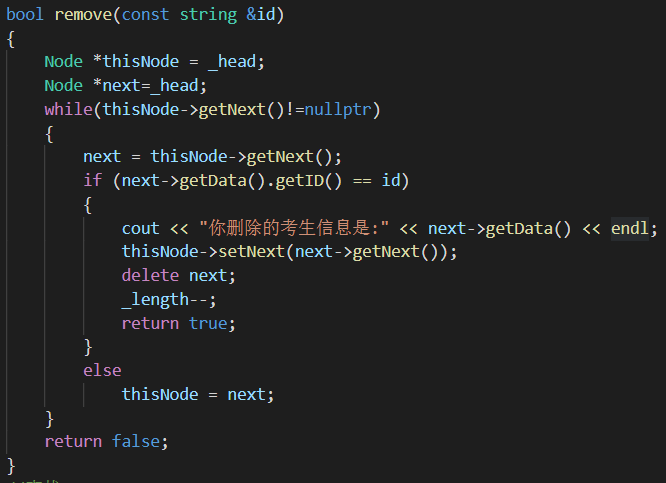 bool remove(const string &id)
{
    Node *thisNode = _head;
    Node *next=_head;
    while(thisNode->getNext()!=nullptr)
    {
        next = thisNode->getNext();
        if (next->getData().getID() == id)
        {
            cout << "你删除的考生信息是:" << next->getData() << endl;
            thisNode->setNext(next->getNext());
            delete next;
            _length--;
            return true;
        }
        else
            thisNode = next;
    }
    return false;
}